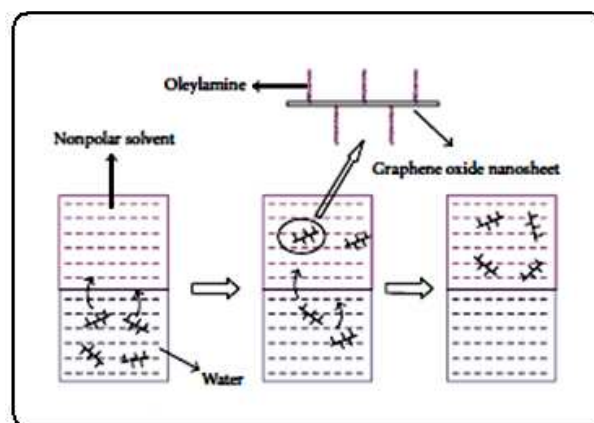 Oleylamine
Nonpolar solvent
Graphene oxide nanosheet
Water